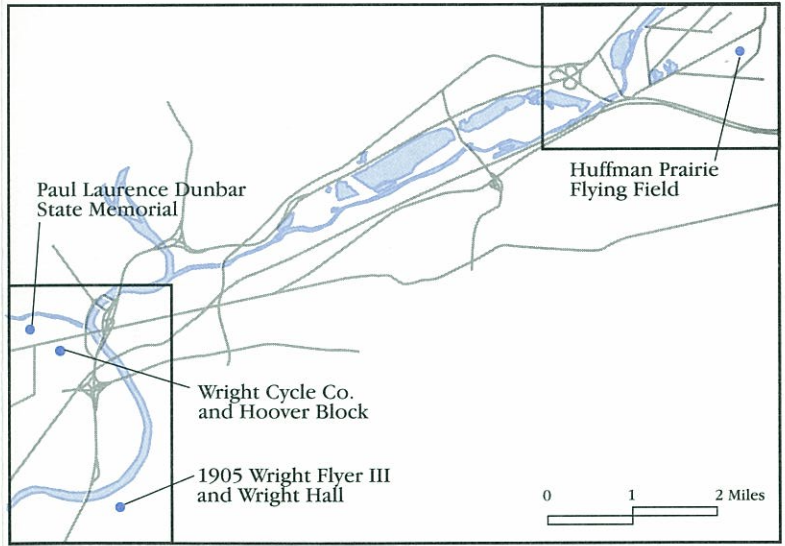 Huffman Prairie
Flying Field
Paul Laurence Dunbar
State Memorial
Wright Cycle Co.
and Hoover Block
1905 Wright Flyer III
and Wright Hall
0 1 2 Miles